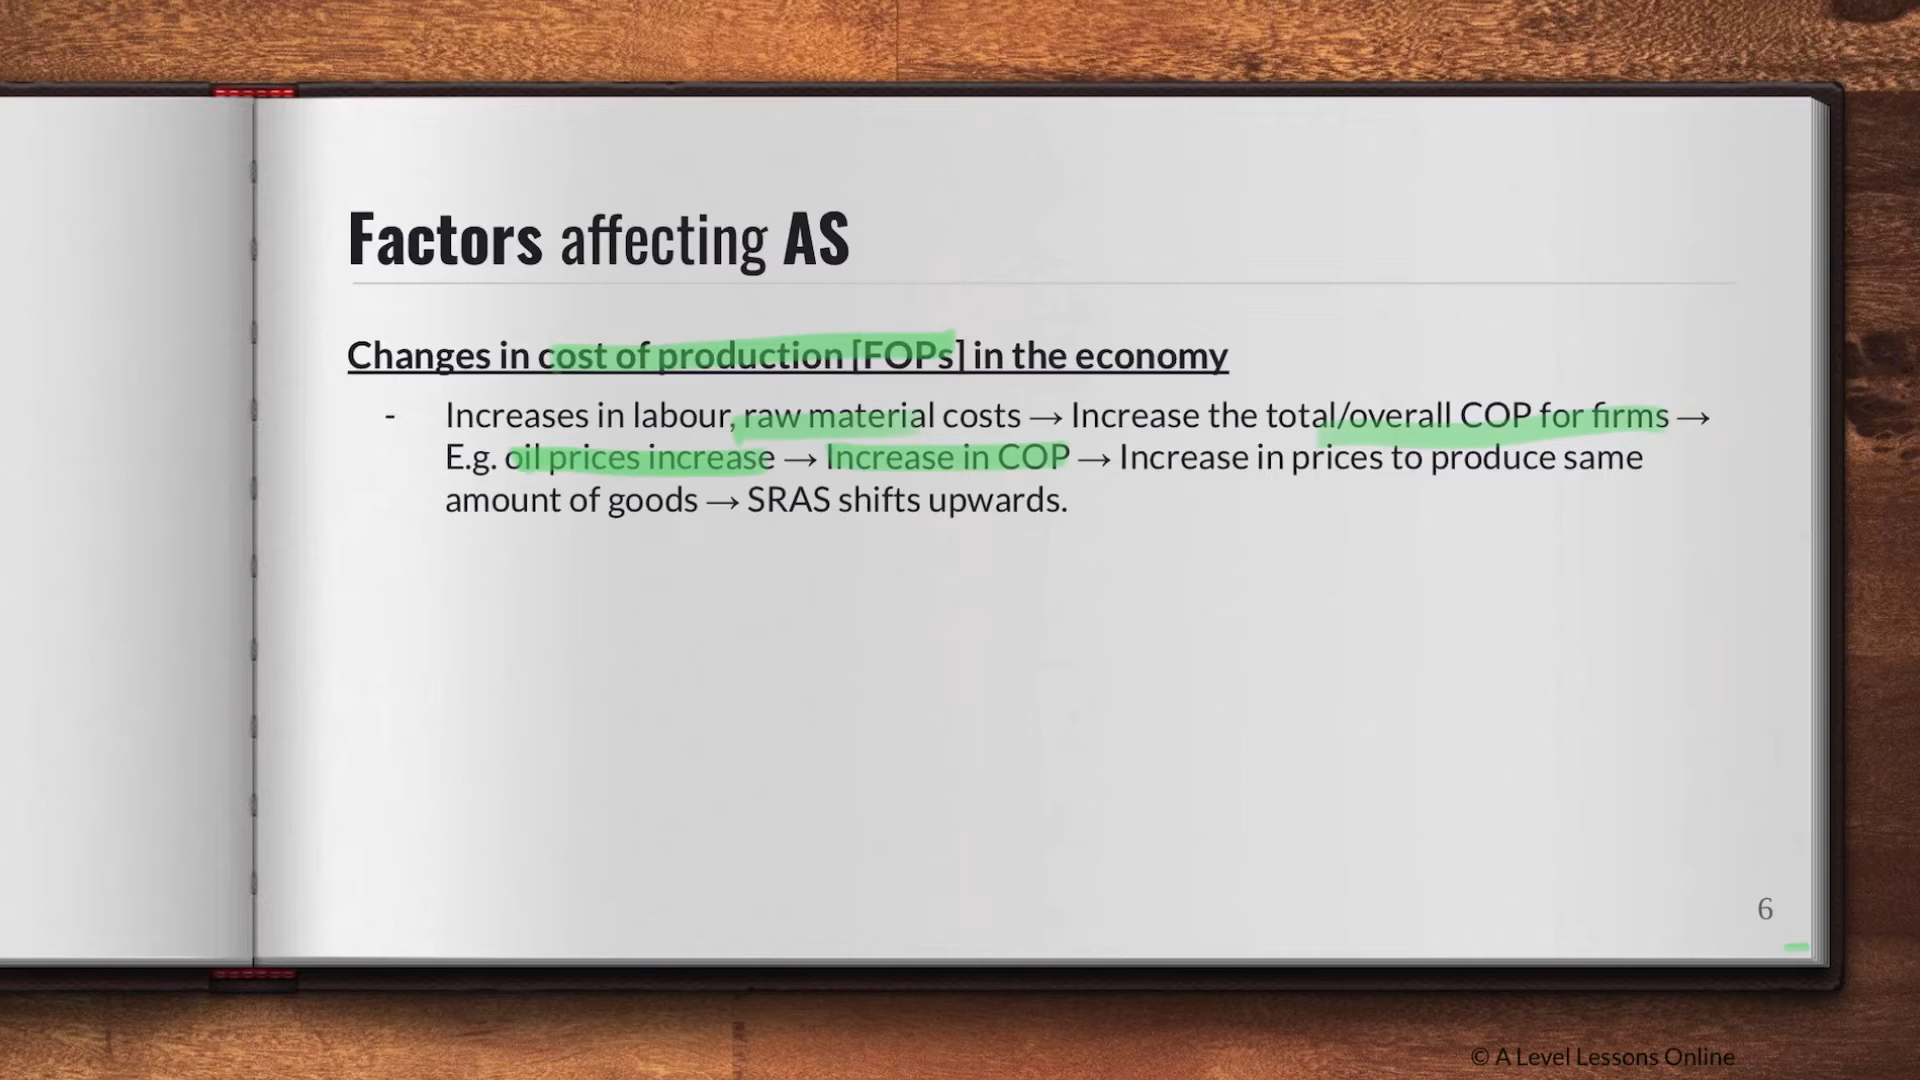 Factors affecting AS
Changes in cost of production [FOPs] in the economy
- Increases in labour, raw material costs → Increase the total/overall COP for firms →
E.g. oil prices increase → Increase in COP → Increase in prices to produce same
amount of goods → SRAS shifts upwards.
6
© A Level Lessons Online